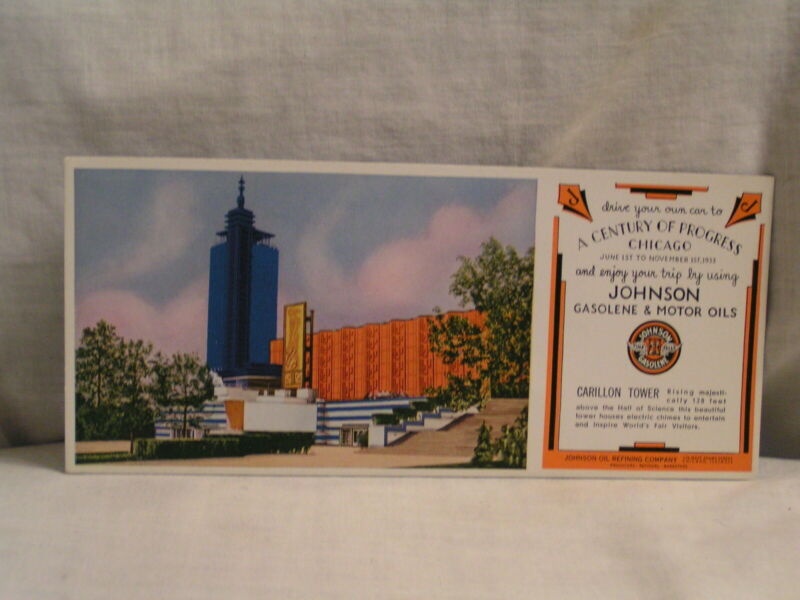 J J
drive your own car to
A CENTURY OF PROGRESS
CHICAGO
JUNE 1ST TO NOVEMBER 1ST, 1933
and enjoy your trip by using
JOHNSON
GASOLENE & MOTOR OILS
JOHNSON
GASOLENE
CARILLON TOWER Rising majesti-
cally 176 feet
above the Hall of Science this beautiful
tower houses electric chimes to entertain
and inspire World's Fair Visitors.
JOHNSON OIL REFINING COMPANY